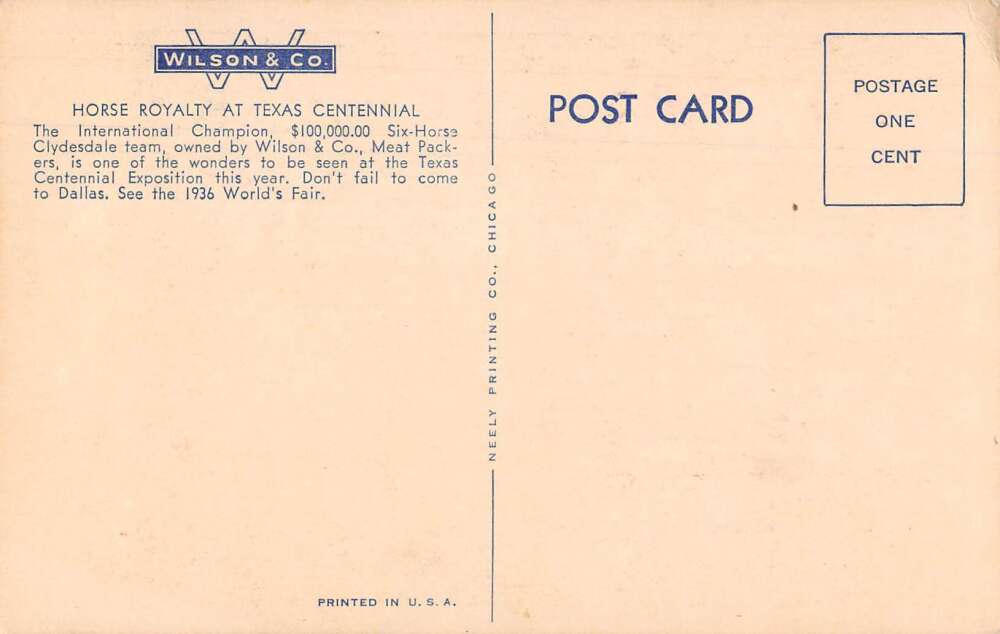 WILSON & CO.
HORSE ROYALTY AT TEXAS CENTENNIAL
The International Champion, $100,000.00 Six-Horse
Clydesdale team, owned by Wilson & Co., Meat Pack-
ers, is one of the wonders to be seen at the Texas
Centennial Exposition this year. Don't fail to come
to Dallas. See the 1936 World's Fair.
PRINTED IN U. S. A.
NEELY PRINTING CO., CHICAGO
POST CARD
POSTAGE
ONE
CENT